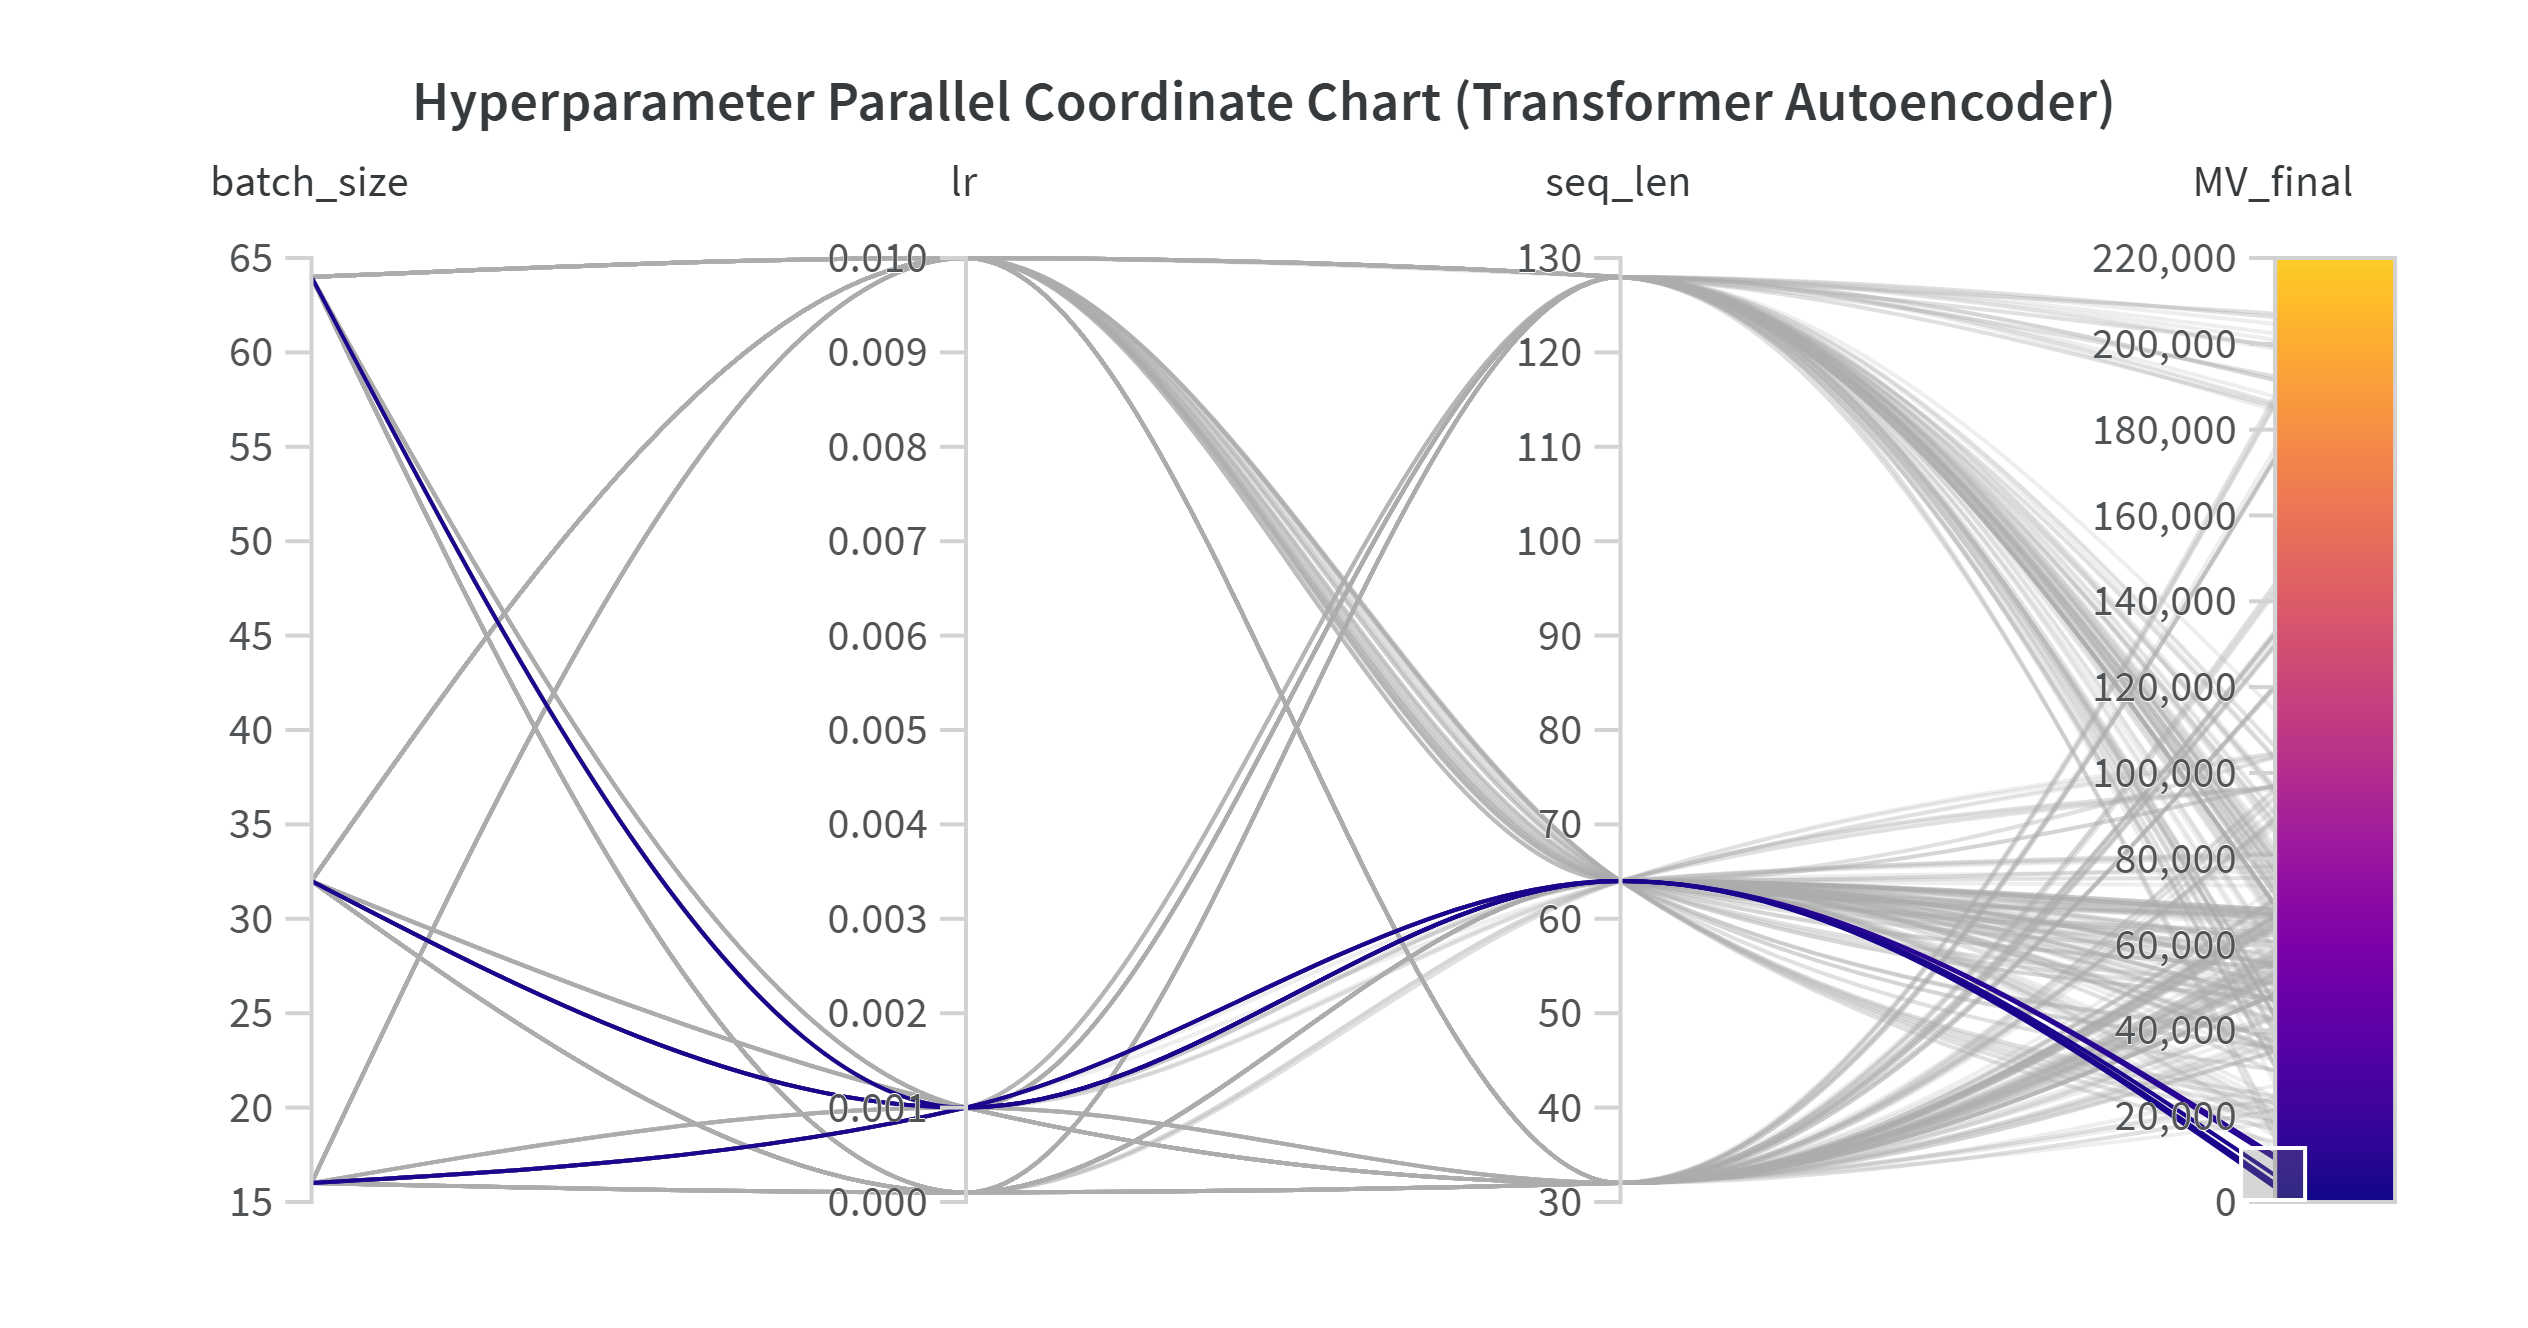 Hyperparameter Parallel Coordinate Chart (Transformer Autoencoder)
batch_size lr seq_len MV_final
65 0.010 130 220,000
60 0.009 120 200,000
55 0.008 110 180,000
50 0.007 100 160,000
45 0.006 90 140,000
40 0.005 80 120,000
35 0.004 70 100,000
30 0.003 60 80,000
25 0.002 50 60,000
20 0.001 40 40,000
15 0.000 30 20,000
0